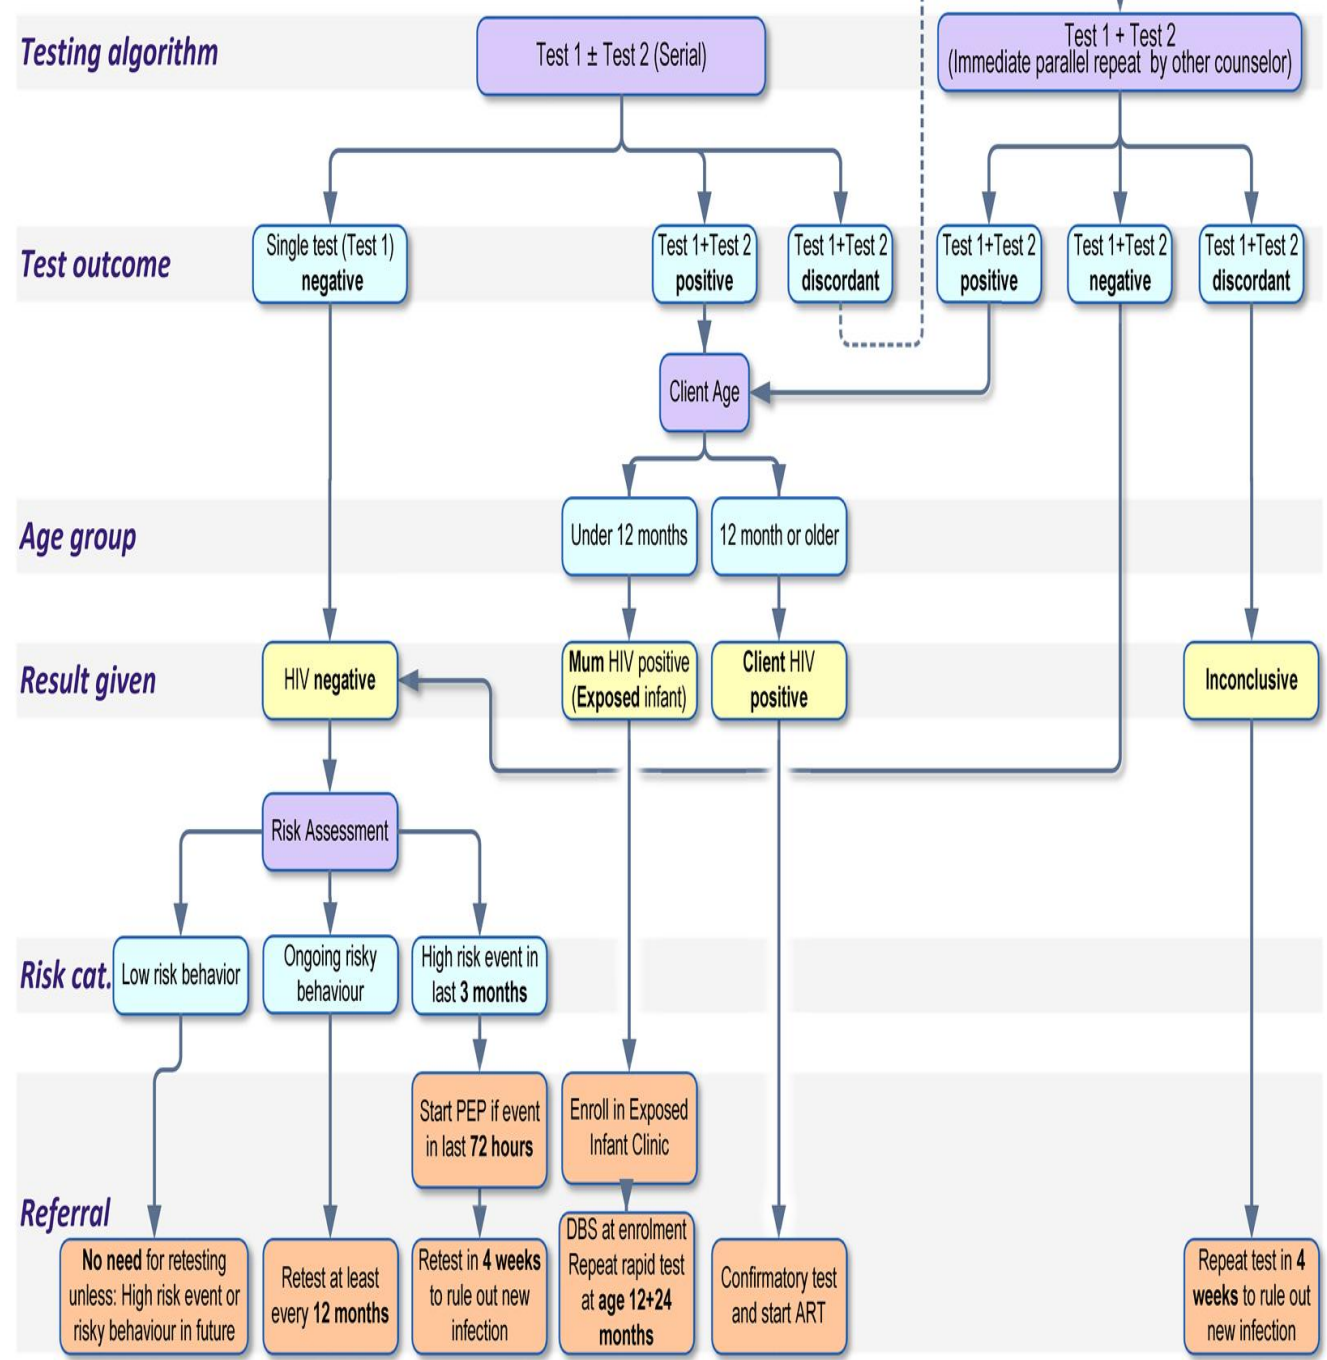 Testing algorithm
Test 1 ± Test 2 (Serial)
Test 1 + Test 2
(Immediate parallel repeat by other counselor)
Test outcome
Single test (Test 1)
negative
Test 1+Test 2
positive
Test 1+Test 2
discordant
Test 1+Test 2
positive
Test 1+Test 2
negative
Test 1+Test 2
discordant
Client Age
Age group
Under 12 months
12 month or older
Result given
HIV negative
Mum HIV positive
(Exposed infant)
Client HIV
positive
Inconclusive
Risk Assessment
Risk cat.
Low risk behavior
Ongoing risky
behaviour
High risk event in
last 3 months
Referral
Start PEP if event
in last 72 hours
Enroll in Exposed
Infant Clinic
No need for retesting
unless: High risk event or
risky behaviour in future
Retest at least
every 12 months
Retest in 4 weeks
to rule out new
infection
DBS at enrolment
Repeat rapid test
at age 12+24
months
Confirmatory test
and start ART
Repeat test in 4
weeks to rule out
new infection